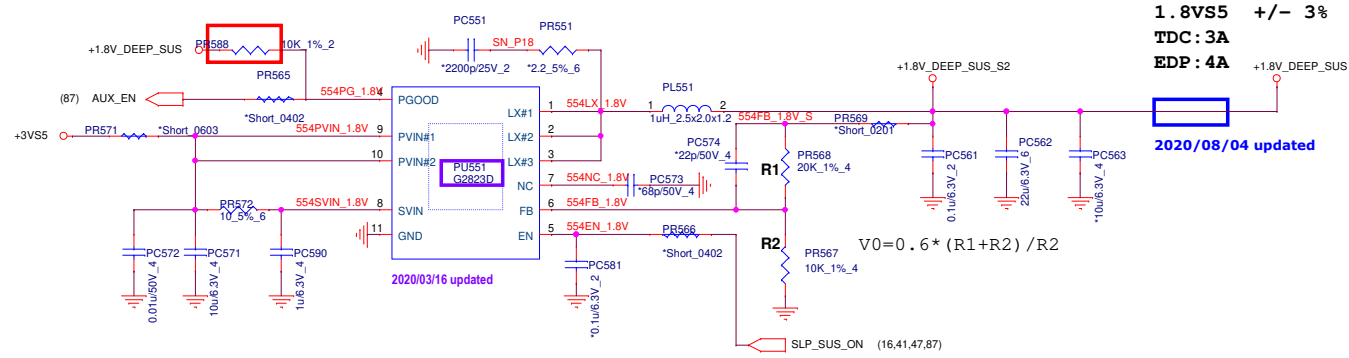 1.8VS5 +/- 3%
TDC:3A
EDP:4A
+1.8V_DEEP_SUS
PR588
10K_1%_2
PC551
SN_P18
PR551
*2200p/25V_2
*2.2_5%_6
+1.8V_DEEP_SUS_S2
+1.8V_DEEP_SUS
(87) AUX_EN
PR565
*Short_0402
554PG_1.8V
4
PGOOD
LX#1
1
554LX_1.8V
PL551
1
2
1uH_2.5x2.0x1.2
554FB_1.8V_S
PR569
*Short_0201
+3VS5
PR571
*Short_0603
554PVIN_1.8V
9
PVIN#1
LX#2
2
10
PVIN#2
LX#3
3
PU551
G2823D
NC
7
554NC_1.8V
PC573
*68p/50V_4
PC574
*22p/50V_4
R1
PR568
20K_1%_4
PC561
0.1u/6.3V_2
PC562
22u/6.3V_6
PC563
*10u/6.3V_4
2020/08/04 updated
PR572
10_5%_6
554SVIN_1.8V
8
SVIN
FB
6
554FB_1.8V
11
GND
EN
5
554EN_1.8V
PR566
*Short_0402
R2
PR567
10K_1%_4
V0=0.6*(R1+R2)/R2
PC572
0.01u/50V_4
PC571
10u/6.3V_4
PC590
1u/6.3V_4
2020/03/16 updated
PC581
*0.1u/6.3V_2
SLP_SUS_ON (16,41,47,87)